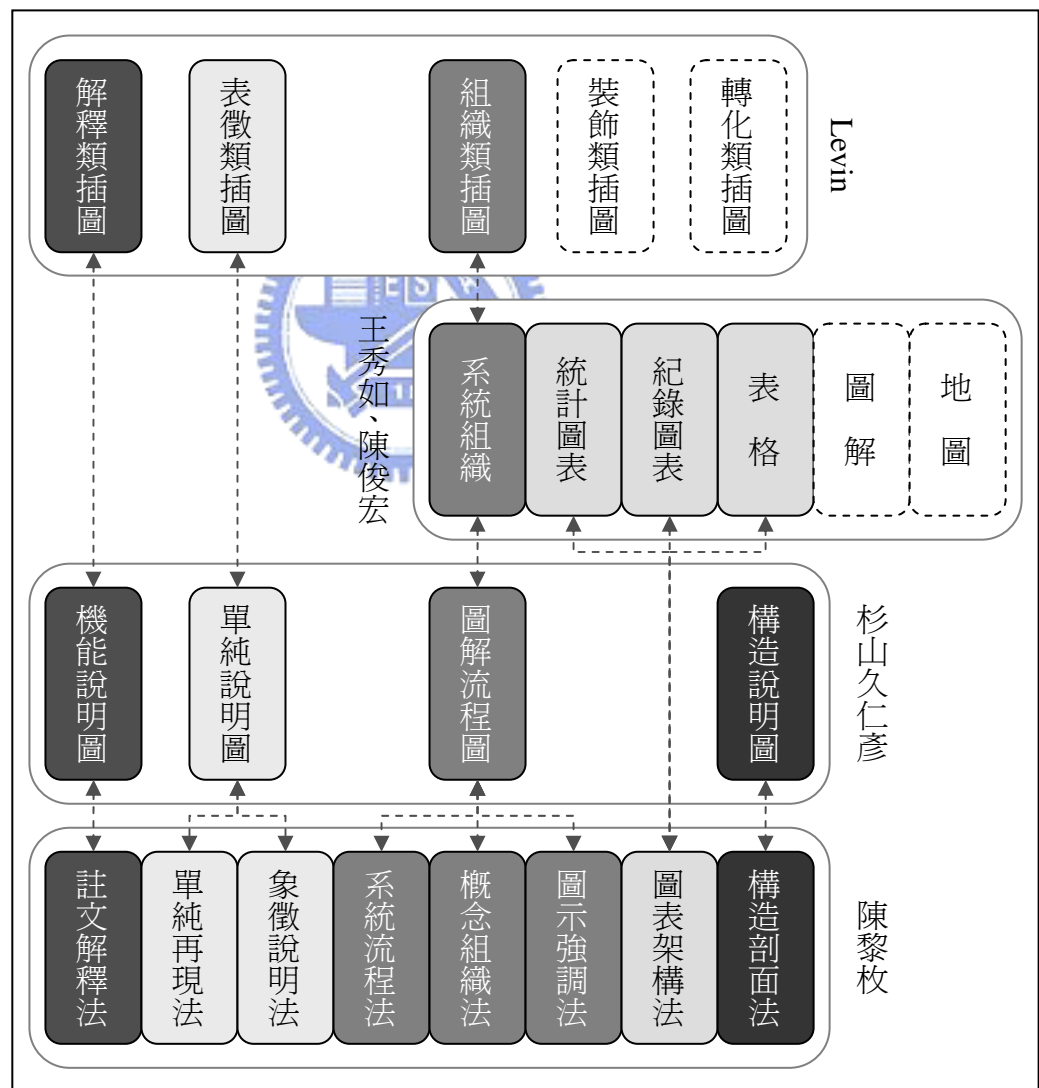 解釋類插圖
表徵類插圖
組織類插圖
裝飾類插圖
轉化類插圖
Levin
王秀如、陳俊宏
系統組織
統計圖表
紀錄圖表
表格
圖解
地圖
機能說明圖
單純說明圖
圖解流程圖
構造說明圖
杉山久仁彥
註文解釋法
單純再現法
象徵說明法
系統流程法
概念組織法
圖示強調法
圖表架構法
構造剖面法
陳黎枚